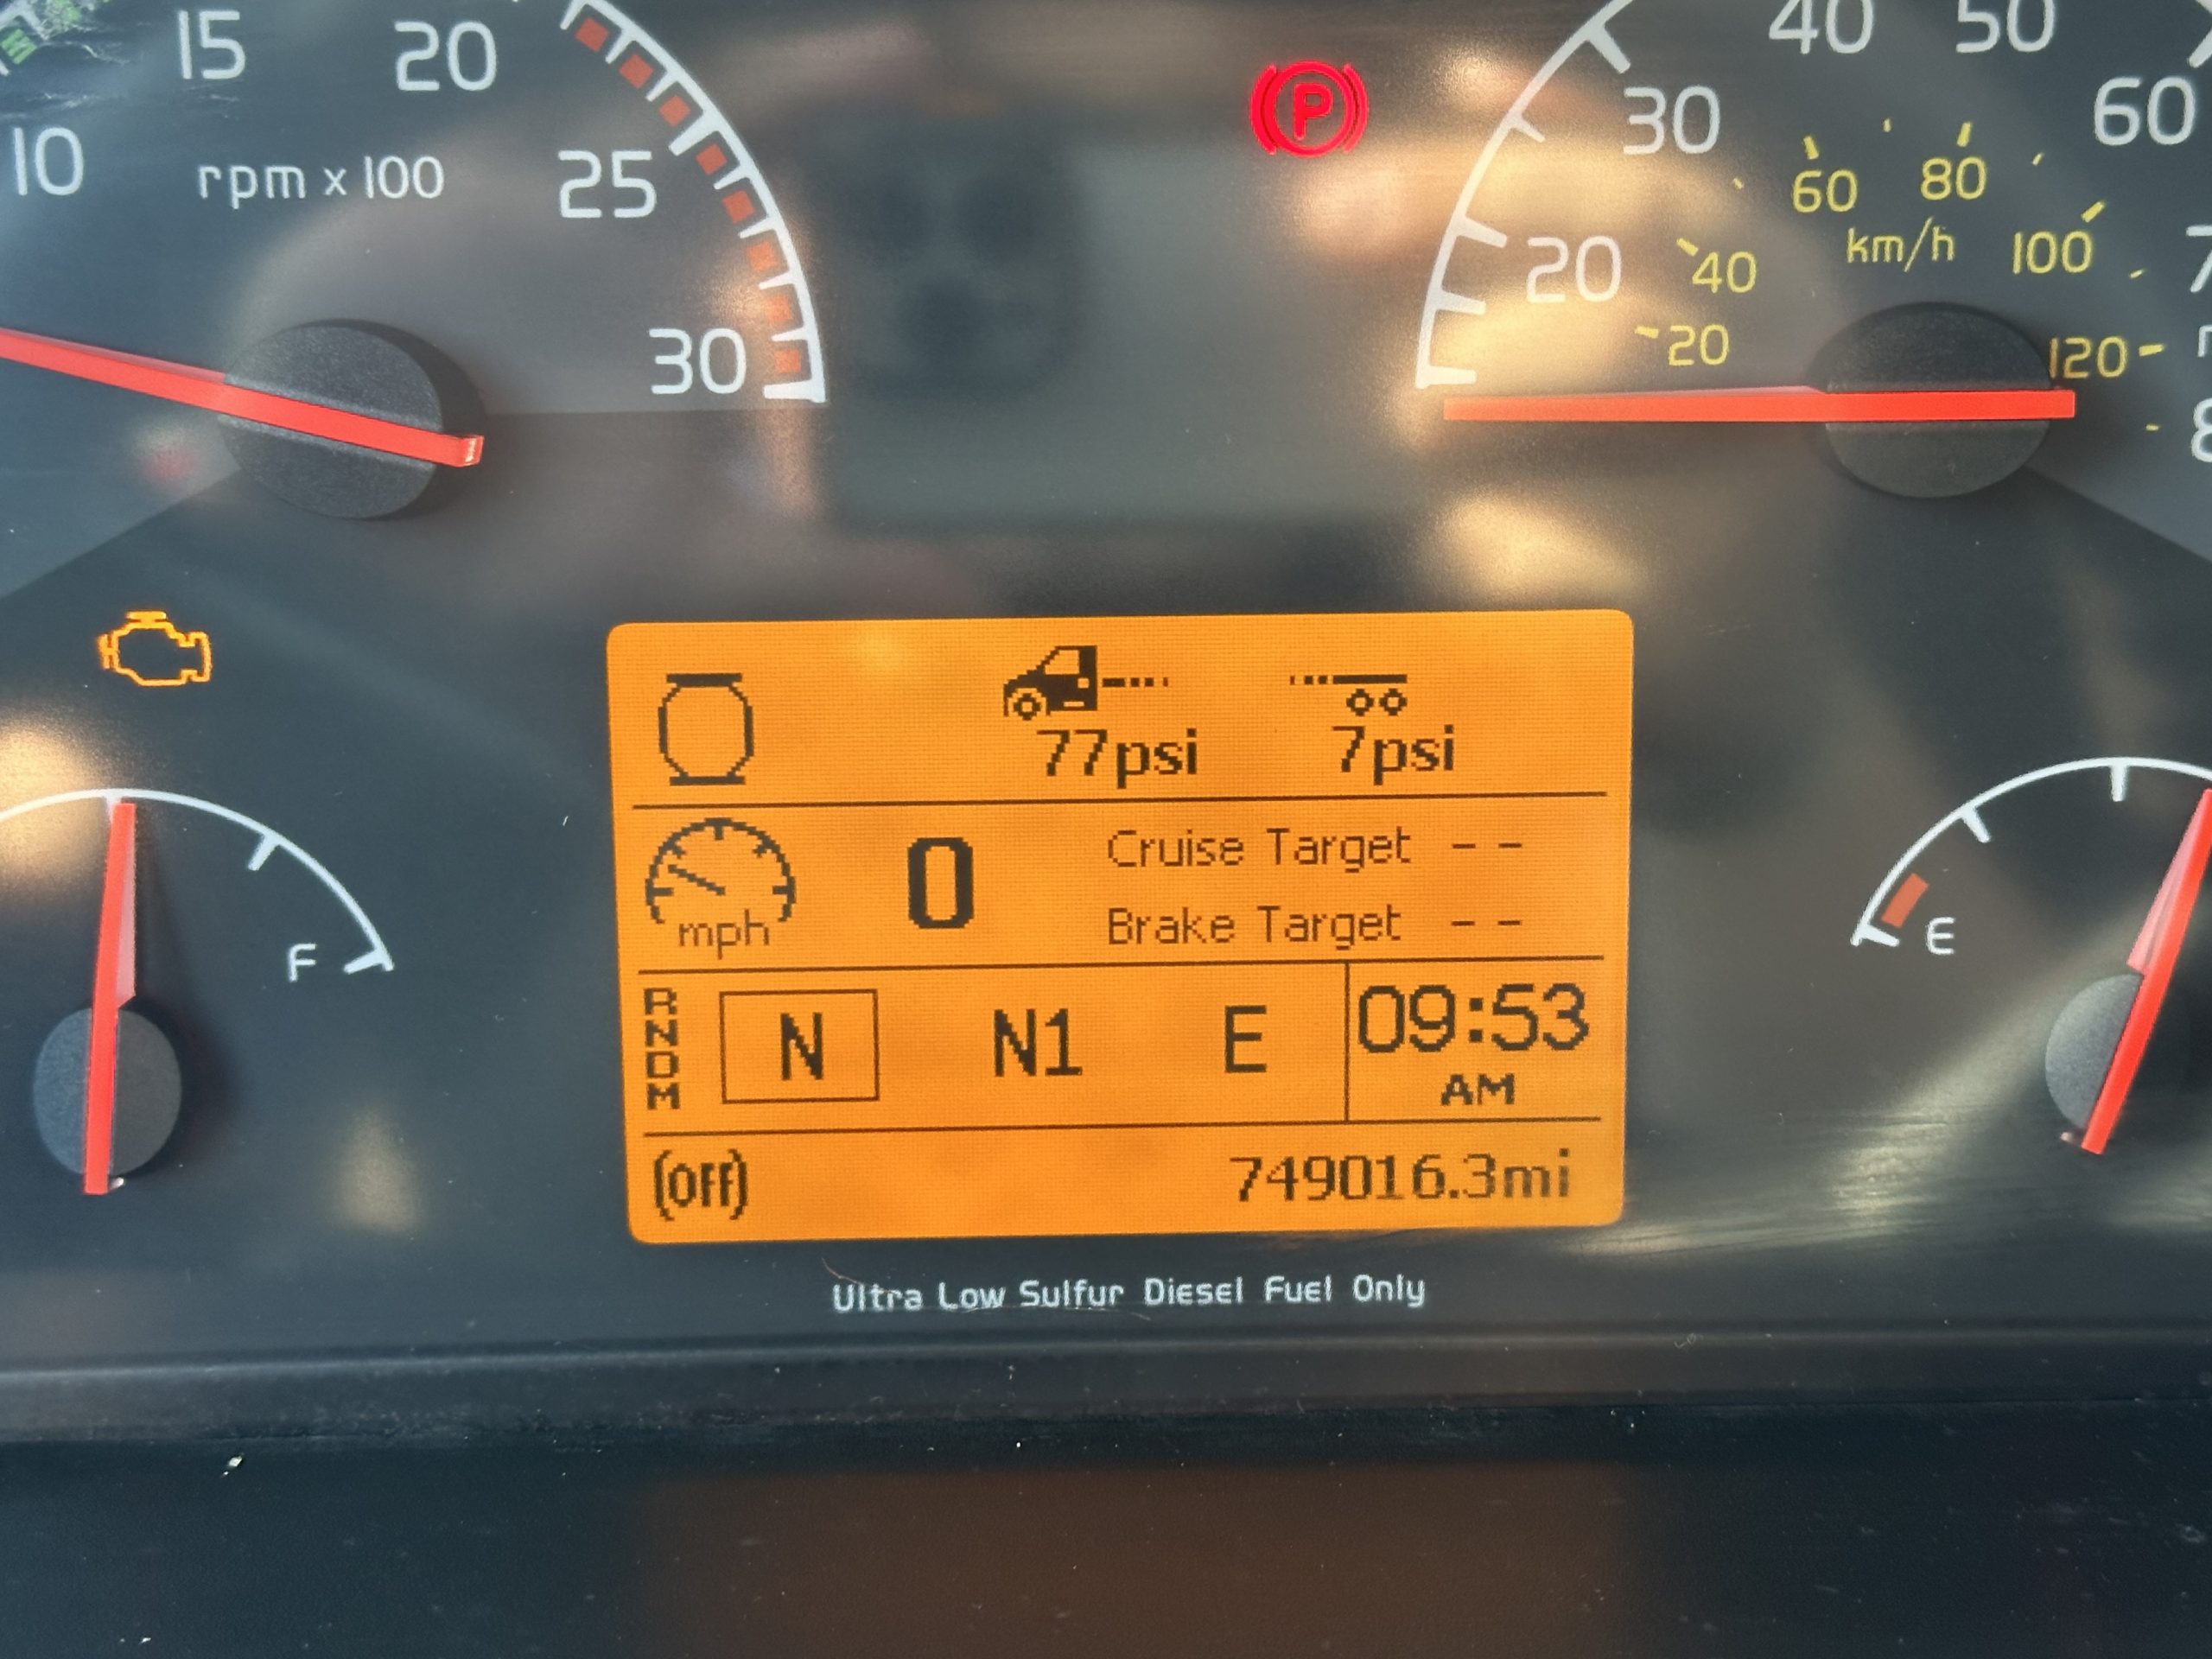 10 15 20 25 30
rpm x 100
P
20 30 40 50 60
20 40 60 80 100 120
km/h
77psi 7psi
mph 0 Cruise Target --
Brake Target --
RNDM N N1 E 09:53
AM
(Off) 749016.3mi
F
E
Ultra Low Sulfur Diesel Fuel Only